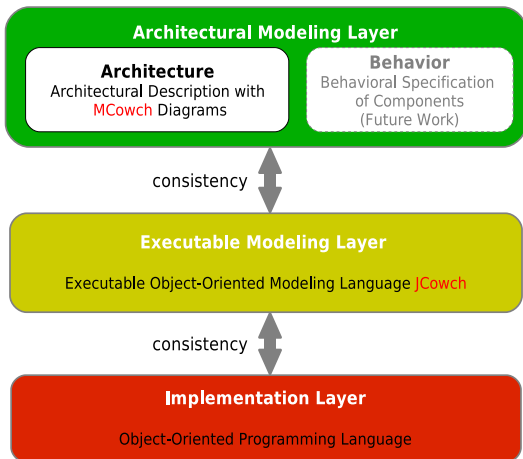 Architectural Modeling Layer
Architecture
Architectural Description with
MCowch Diagrams
Behavior
Behavioral Specification
of Components
(Future Work)
consistency
Executable Modeling Layer
Executable Object-Oriented Modeling Language JCowch
consistency
Implementation Layer
Object-Oriented Programming Language